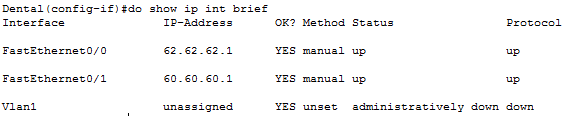 Dental(config-if)#do show ip int brief
Interface IP-Address OK? Method Status Protocol
FastEthernet0/0 62.62.62.1 YES manual up up
FastEthernet0/1 60.60.60.1 YES manual up up
Vlan1 unassigned YES unset administratively down down